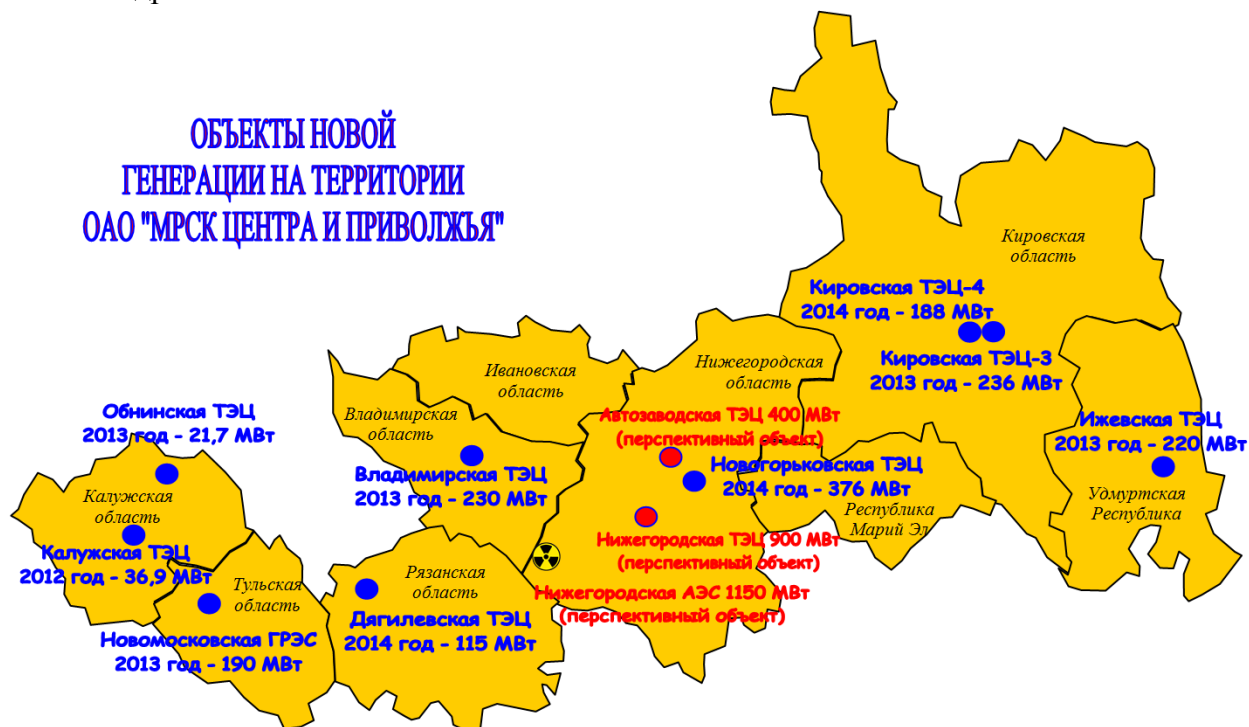 ОБЪЕКТЫ НОВОЙ
ГЕНЕРАЦИИ НА ТЕРРИТОРИИ
ОАО "МРСК ЦЕНТРА И ПРИВОЛЖЬЯ"
Кировская
область
Кировская ТЭЦ-4
2014 год - 188 МВт
Кировская ТЭЦ-3
2013 год - 236 МВт
Нижегородская
область
Ивановская
область
Владимирская
область
Обнинская ТЭЦ
2013 год - 21,7 МВт
Автозаводская ТЭЦ 400 МВт
(перспективный объект)
Ижевская ТЭЦ
2013 год - 220 МВт
Владимирская ТЭЦ
2013 год - 230 МВт
Новогорьковская ТЭЦ
2014 год - 376 МВт
Калужская
область
Удмуртская
Республика
Республика
Марий Эл
Калужская ТЭЦ
2012 год - 36,9 МВт
Нижегородская ТЭЦ 900 МВт
(перспективный объект)
Тульская
область
Рязанская
область
Нижегородская АЭС 1150 МВт
(перспективный объект)
Дягилевская ТЭЦ
2014 год - 115 МВт
Новомосковская ГРЭС
2013 год - 190 МВт